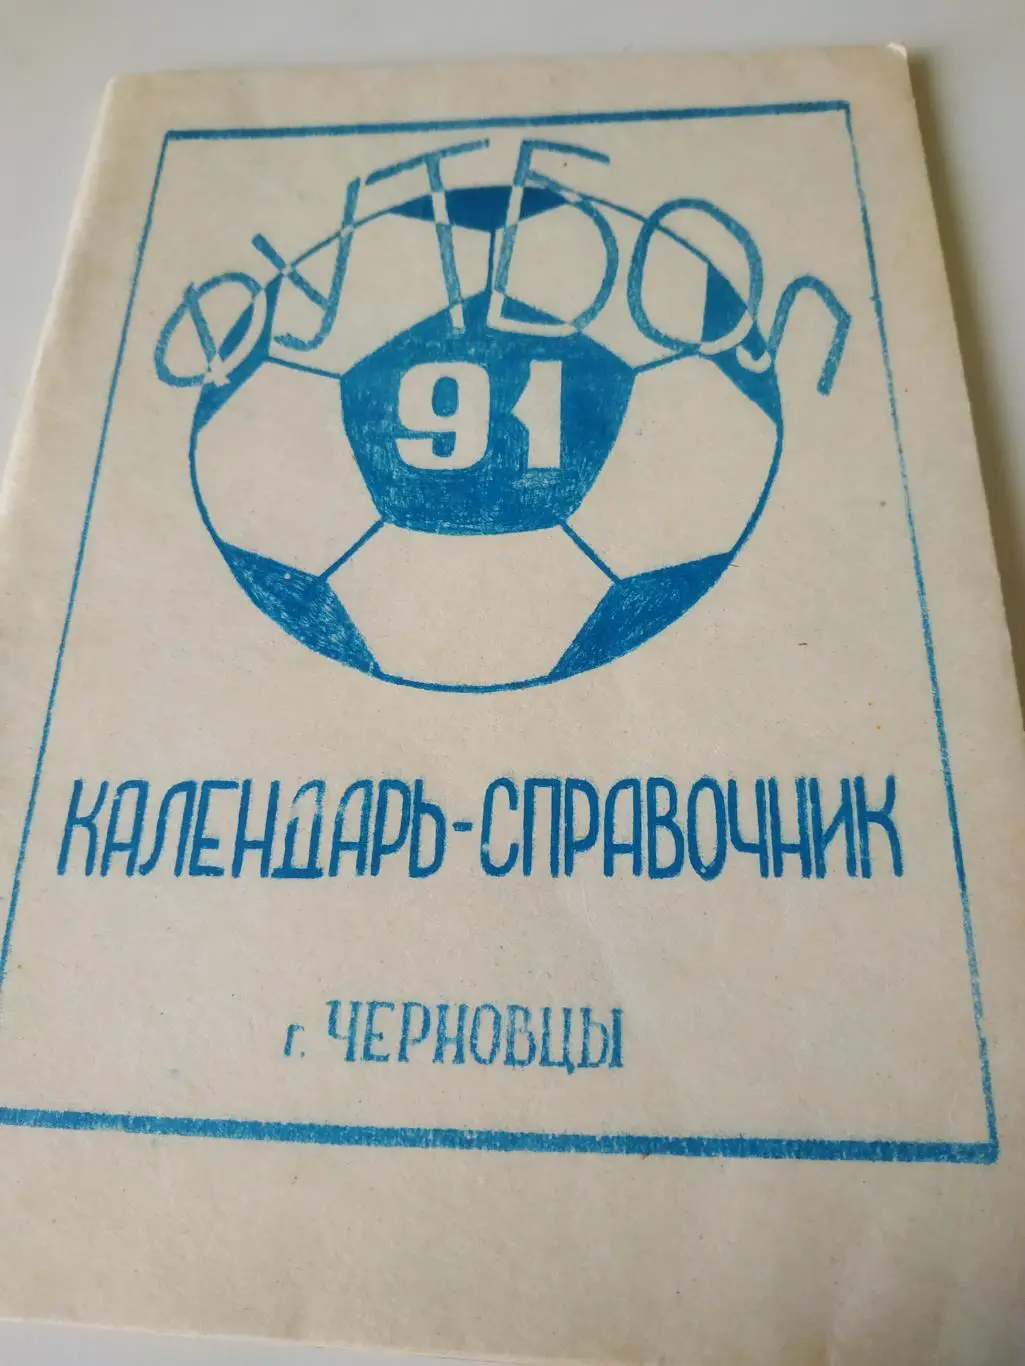 ФУТБОЛ
91
КАЛЕНДАРЬ-СПРАВОЧНИК
г. ЧЕРНОВЦЫ